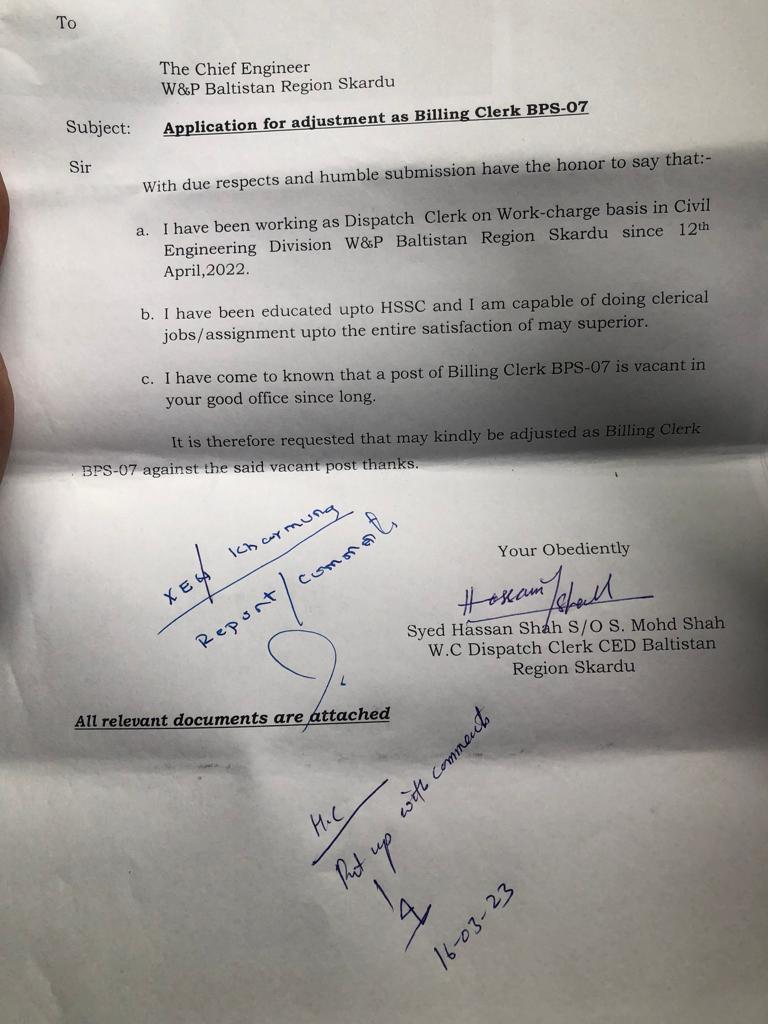 To
The Chief Engineer
W&P Baltistan Region Skardu
Subject: Application for adjustment as Billing Clerk BPS-07
Sir
With due respects and humble submission have the honor to say that:-
a. I have been working as Dispatch Clerk on Work-charge basis in Civil
Engineering Division W&P Baltistan Region Skardu since 12th
April,2022.
b. I have been educated upto HSSC and I am capable of doing clerical
jobs/assignment upto the entire satisfaction of may superior.
c. I have come to known that a post of Billing Clerk BPS-07 is vacant in
your good office since long.
It is therefore requested that may kindly be adjusted as Billing Clerk
BPS-07 against the said vacant post thanks.
XEN Kharmung
Report/Comments
Your Obediently
Hassan Shah
Syed Hassan Shah S/O S. Mohd Shah
W.C Dispatch Clerk CED Baltistan
Region Skardu
All relevant documents are attached
H.C
Put up with comments
16-03-23